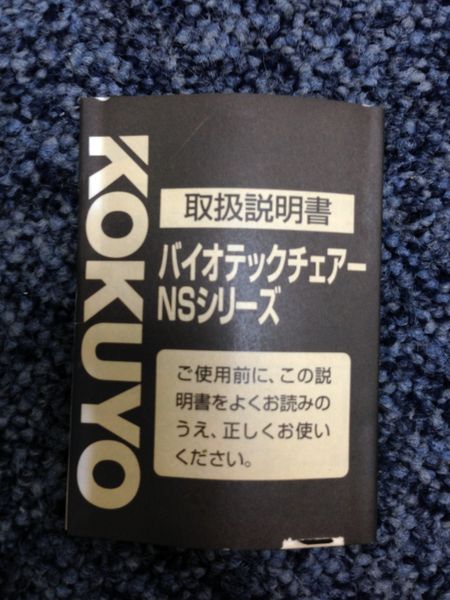 KOKUYO
取扱説明書
バイオテックチェアー
NSシリーズ
ご使用前に、この説
明書をよくお読みの
うえ、正しくお使い
ください。